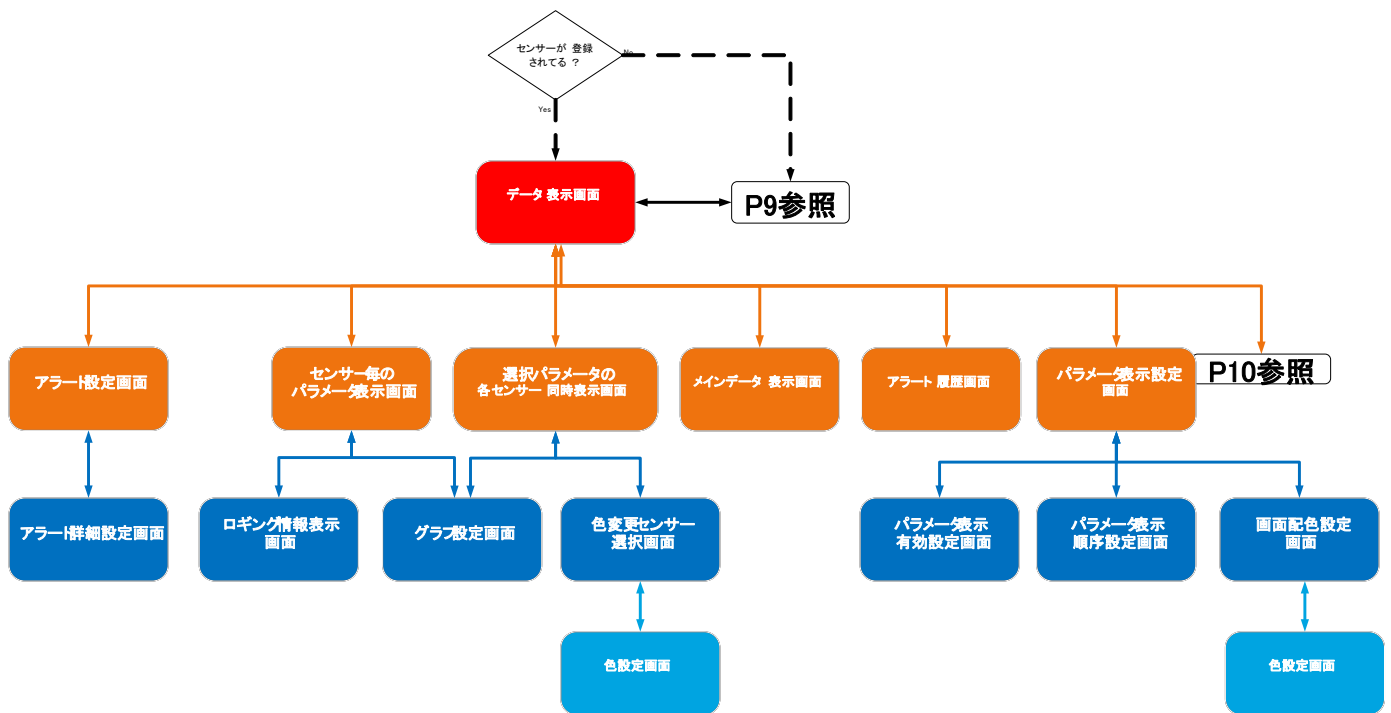 センサーが 登録
されてる ?
No
Yes
データ 表示画面
P9参照
アラート設定画面
センサー毎の
パラメータ表示画面
選択パラメータの
各センサー 同時表示画面
メインデータ 表示画面
アラート 履歴画面
パラメータ表示設定
画面
P10参照
アラート詳細設定画面
ロギング情報表示
画面
グラフ設定画面
色変更センサー
選択画面
パラメータ表示
有効設定画面
パラメータ表示
順序設定画面
画面配色設定
画面
色設定画面
色設定画面